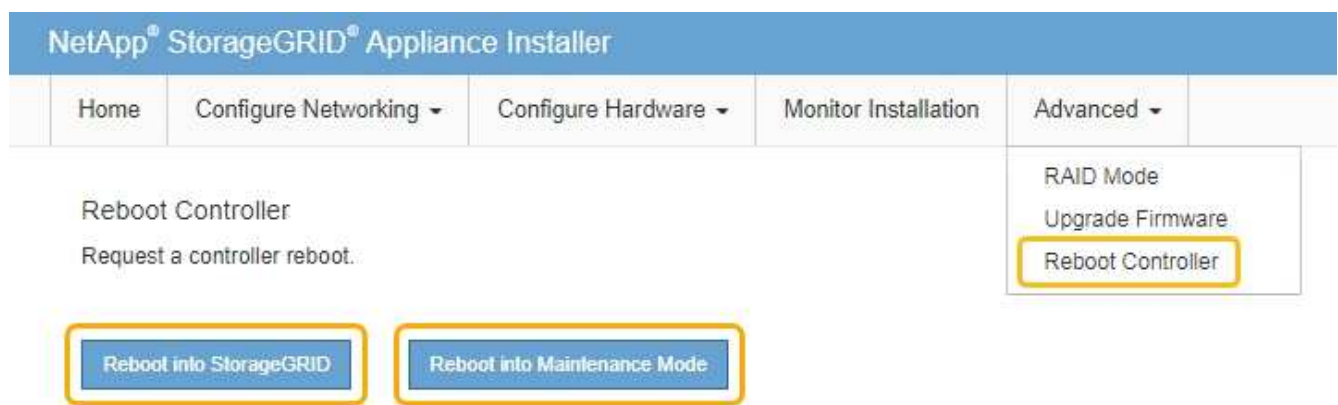 NetApp® StorageGRID® Appliance Installer
Home Configure Networking Configure Hardware Monitor Installation Advanced
RAID Mode
Upgrade Firmware
Reboot Controller
Reboot Controller
Request a controller reboot.
Reboot into StorageGRID Reboot into Maintenance Mode